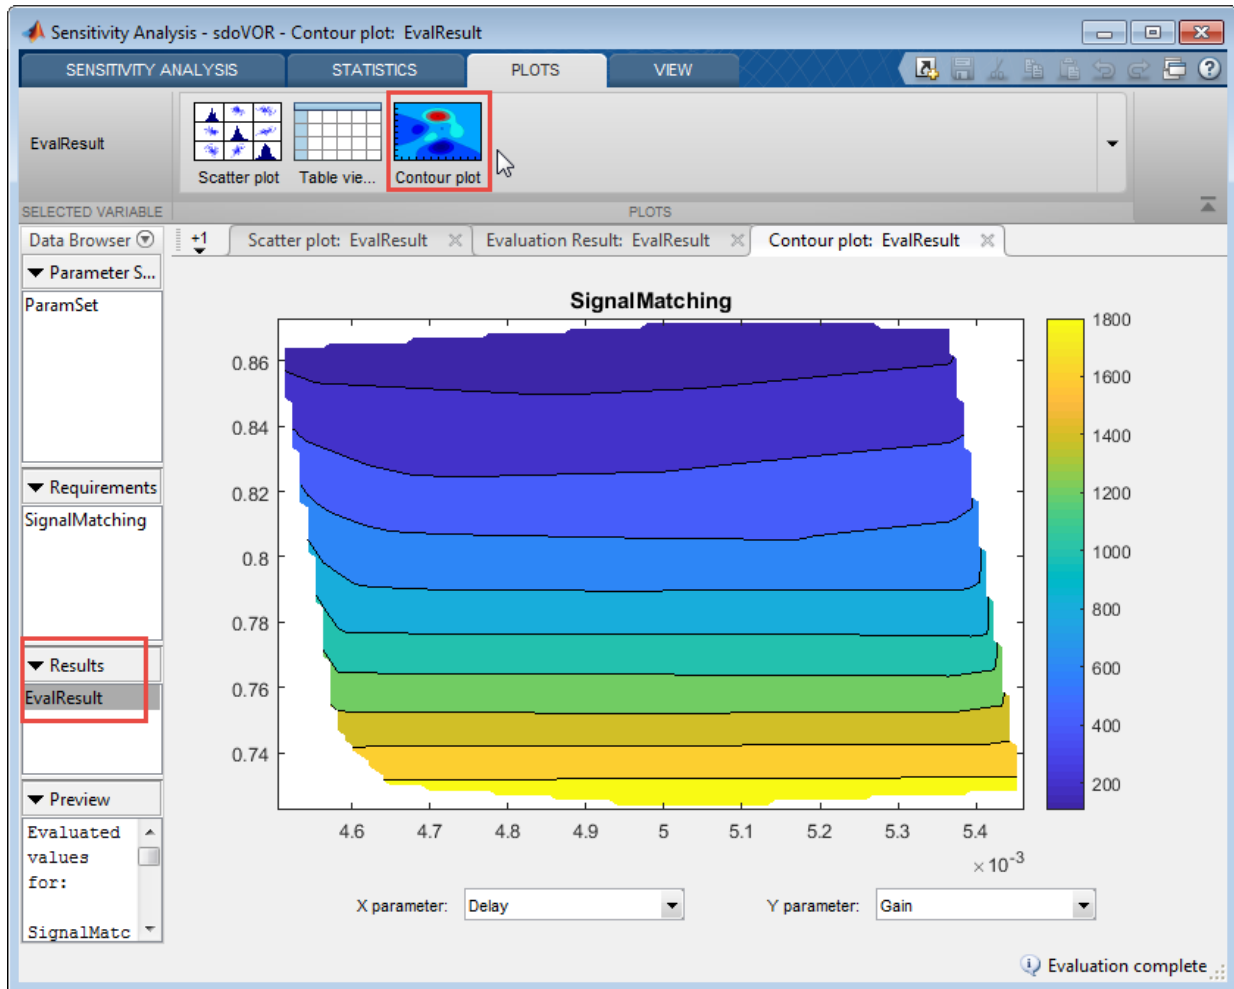 Sensitivity Analysis - sdoVOR - Contour plot: EvalResult
SENSITIVITY ANALYSIS STATISTICS PLOTS VIEW
EvalResult
Scatter plot Table vie... Contour plot
SELECTED VARIABLE PLOTS
Data Browser
+1 Scatter plot: EvalResult Evaluation Result: EvalResult Contour plot: EvalResult
Parameter S...
ParamSet
Requirements
SignalMatching
Results
EvalResult
Preview
Evaluated
values
for:
SignalMatc
SignalMatching
0.86
0.84
0.82
0.8
0.78
0.76
0.74
4.6 4.7 4.8 4.9 5 5.1 5.2 5.3 5.4
×10-3
1800
1600
1400
1200
1000
800
600
400
200
X parameter: Delay Y parameter: Gain
Evaluation complete